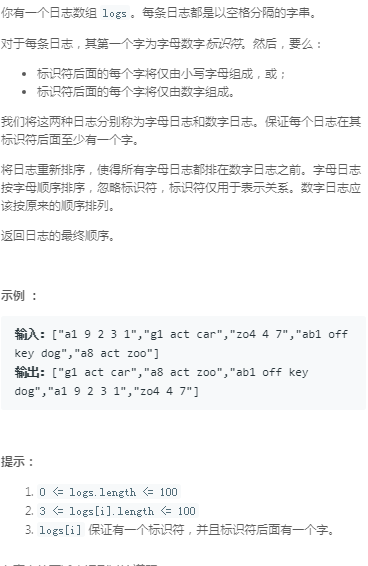 你有一个日志数组 logs。每条日志都是以空格分隔的字串。
对于每条日志，其第一个字为字母数字标识符。然后，要么：
标识符后面的每个字将仅由小写字母组成，或；
标识符后面的每个字将仅由数字组成。
我们将这两种日志分别称为字母日志和数字日志。保证每个日志在其
标识符后面至少有一个字。
将日志重新排序，使得所有字母日志都排在数字日志之前。字母日志
按字母顺序排序，忽略标识符，标识符仅用于表示关系。数字日志应
该按原来的顺序排列。
返回日志的最终顺序。
示例 ：
输入：["a1 9 2 3 1","g1 act car","zo4 4 7","ab1 off
key dog","a8 act zoo"]
输出：["g1 act car","a8 act zoo","ab1 off key
dog","a1 9 2 3 1","zo4 4 7"]
提示：
1. 0 <= logs.length <= 100
2. 3 <= logs[i].length <= 100
3. logs[i] 保证有一个标识符，并且标识符后面有一个字。